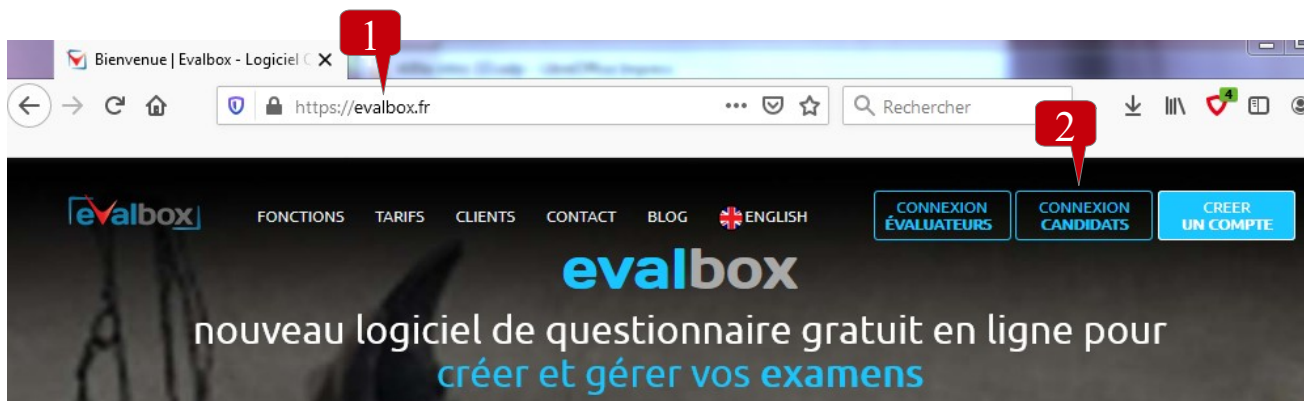 1
Bienvenue | Evalbox - Logiciel
https://evalbox.fr
Rechercher
4
2
evalbox
FONCTIONS TARIFS CLIENTS CONTACT BLOG ENGLISH
CONNEXION
ÉVALUATEURS
CONNEXION
CANDIDATS
CREER
UN COMPTE
evalbox
nouveau logiciel de questionnaire gratuit en ligne pour
créer et gérer vos examens